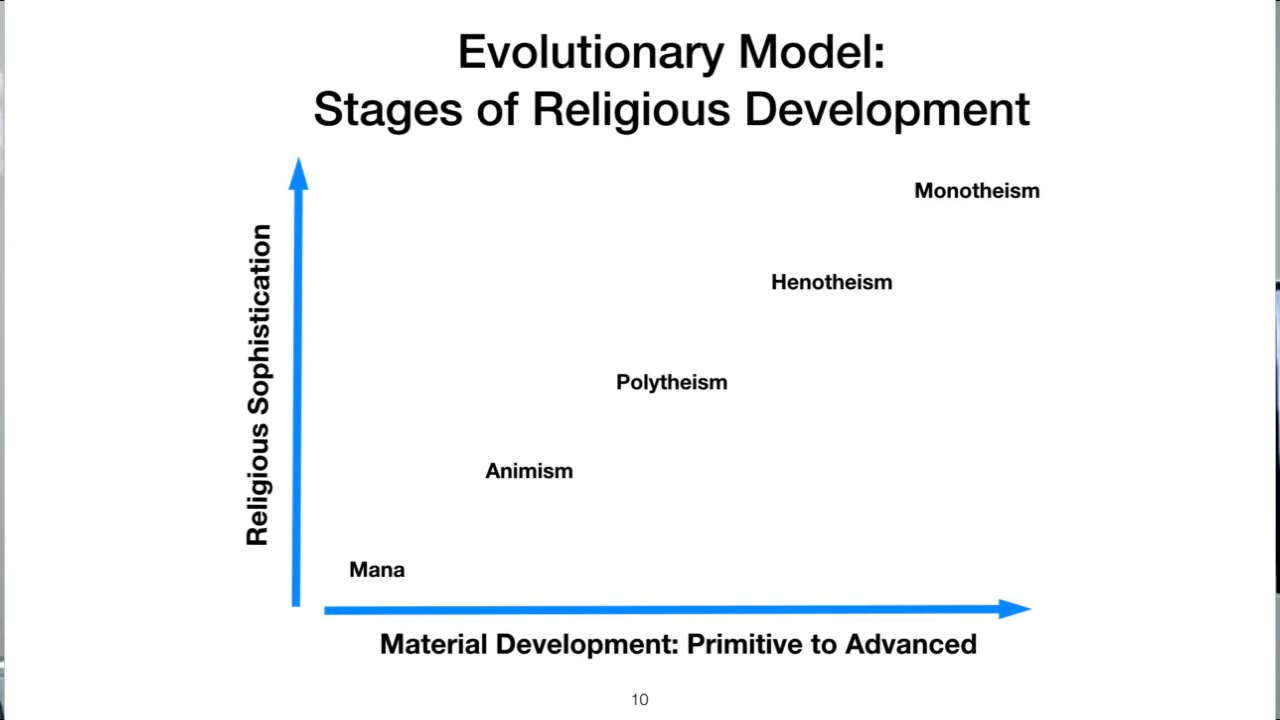 Evolutionary Model:
Stages of Religious Development
Monotheism
Henotheism
Polytheism
Animism
Mana
Religious Sophistication
Material Development: Primitive to Advanced
10